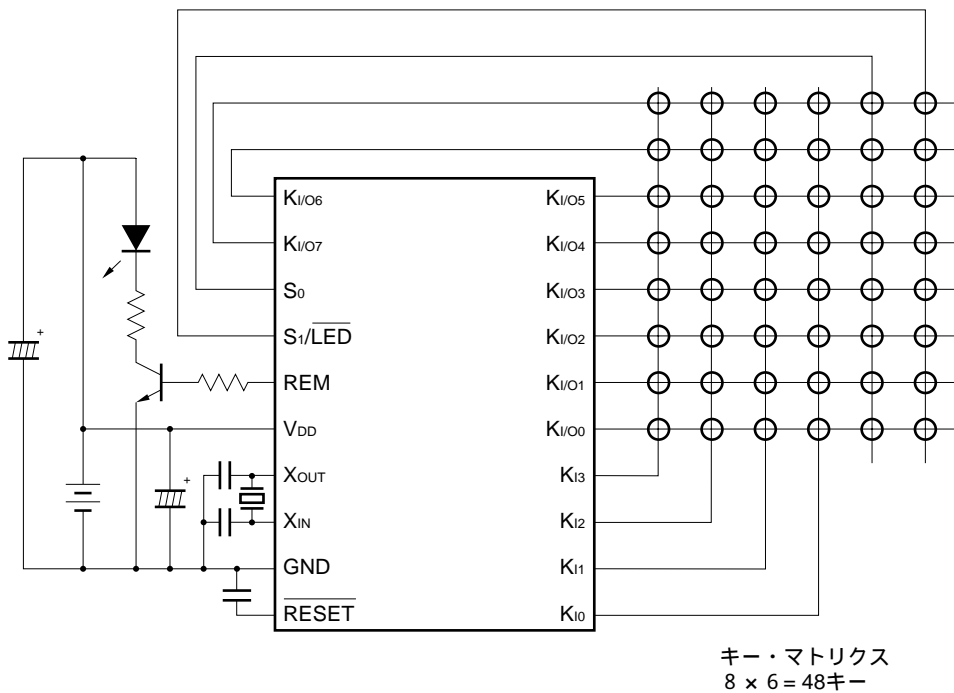 KI/O6
KI/O7
S0
S1/LED
REM
VDD
XOUT
XIN
GND
RESET
KI/O5
KI/O4
KI/O3
KI/O2
KI/O1
KI/O0
KI3
KI2
KI1
KI0
+
+
キー・マトリクス
8 × 6 = 48キー